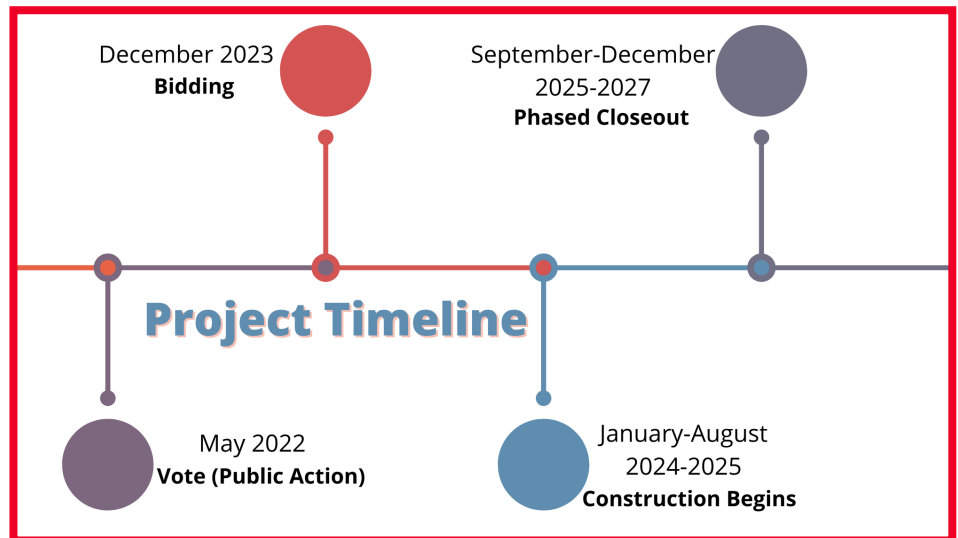 December 2023
Bidding
September-December
2025-2027
Phased Closeout
Project Timeline
May 2022
Vote (Public Action)
January-August
2024-2025
Construction Begins